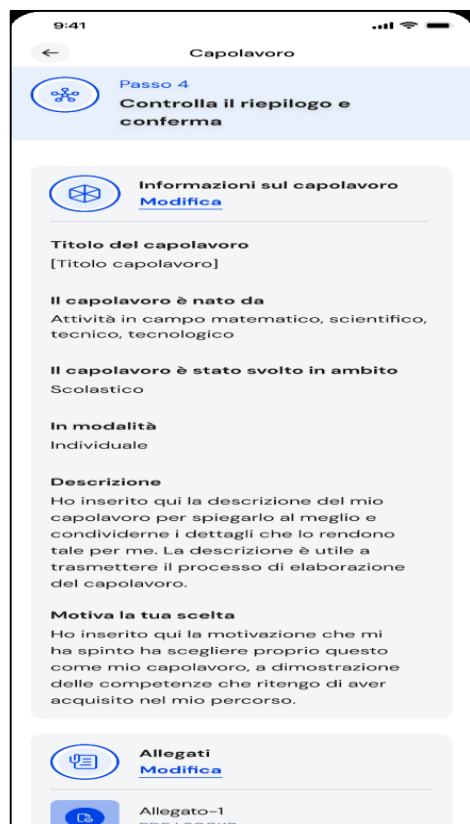 9:41
Capolavoro
Passo 4
Controlla il riepilogo e
conferma
Informazioni sul capolavoro
Modifica
Titolo del capolavoro
[Titolo capolavoro]
Il capolavoro è nato da
Attività in campo matematico, scientifico,
tecnico, tecnologico
Il capolavoro è stato svolto in ambito
Scolastico
In modalità
Individuale
Descrizione
Ho inserito qui la descrizione del mio
capolavoro per spiegarlo al meglio e
condividerne i dettagli che lo rendono
tale per me. La descrizione è utile a
trasmettere il processo di elaborazione
del capolavoro.
Motiva la tua scelta
Ho inserito qui la motivazione che mi
ha spinto ha scegliere proprio questo
come mio capolavoro, a dimostrazione
delle competenze che ritengo di aver
acquisito nel mio percorso.
Allegati
Modifica
Allegato-1